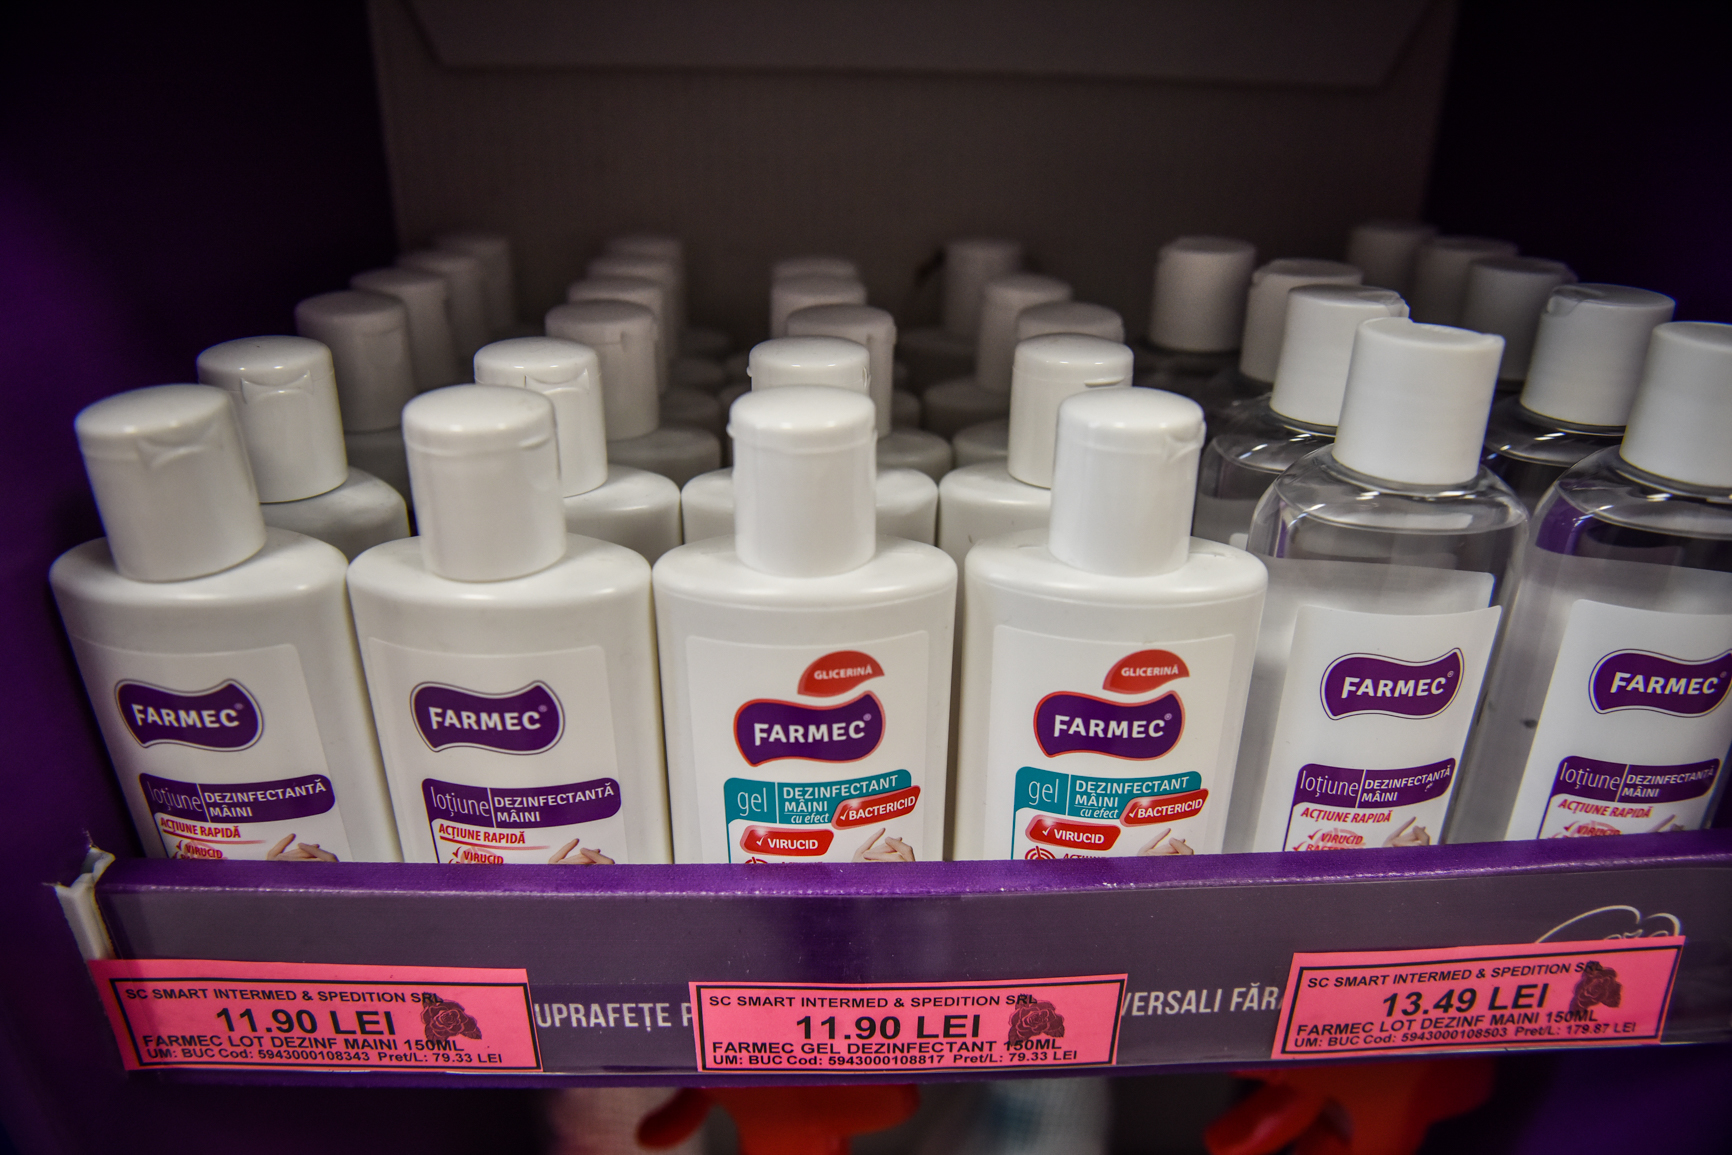 FARMEC®
loțiune DEZINFECTANTĂ
MÂINI
ACȚIUNE RAPIDĂ
✓VIRUCID
FARMEC®
loțiune DEZINFECTANTĂ
MÂINI
ACȚIUNE RAPIDĂ
✓VIRUCID
GLICERINĂ
FARMEC®
gel DEZINFECTANT
MÂINI
cu efect
✓BACTERICID
✓VIRUCID
GLICERINĂ
FARMEC®
gel DEZINFECTANT
MÂINI
cu efect
✓BACTERICID
✓VIRUCID
FARMEC®
loțiune DEZINFECTANTĂ
MÂINI
ACȚIUNE RAPIDĂ
✓VIRUCID
FARMEC®
loțiune DEZINFECTANTĂ
MÂINI
ACȚIUNE RAPIDĂ
✓VIRUCID
SC SMART INTERMED & SPEDITION SRL
11.90 LEI
FARMEC LOT DEZINF MAINI 150ML
UM: BUC Cod: 5943000108343 Pret/L: 79.33 LEI
UPRAFEȚE
SC SMART INTERMED & SPEDITION SRL
11.90 LEI
FARMEC GEL DEZINFECTANT 150ML
UM: BUC Cod: 5943000108817 Pret/L: 79.33 LEI
VERSALI FĂR
SC SMART INTERMED & SPEDITION SRL
13.49 LEI
FARMEC LOT DEZINF MAINI 150ML
UM: BUC Cod: 5943000108503 Pret/L: 179.87 LEI